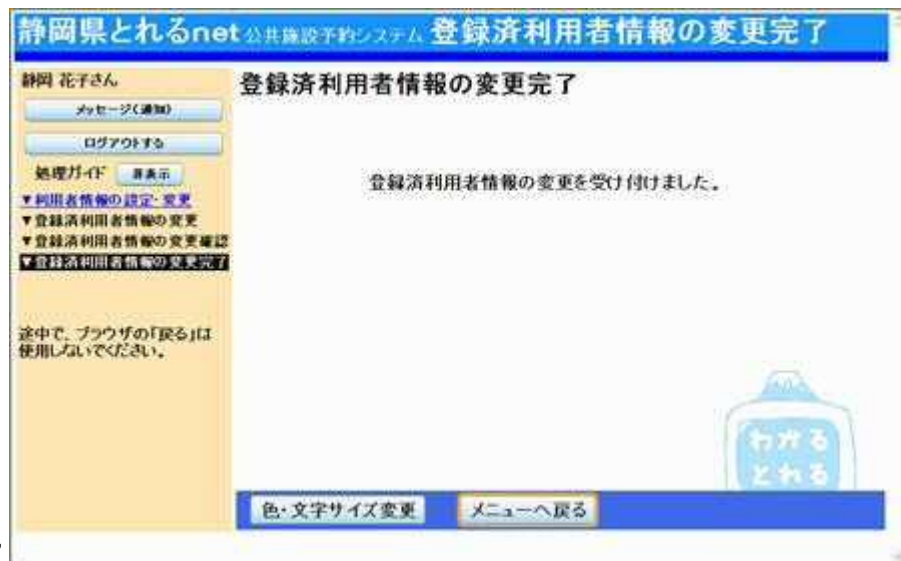 静岡県とれるnet 公共施設予約システム 登録済利用者情報の変更完了
静岡 花子さん
メッセージ(通知)
ログアウトする
処理ガイド 非表示
▼利用者情報の設定・変更
▼登録済利用者情報の変更
▼登録済利用者情報の変更確認
▼登録済利用者情報の変更完了
途中で、ブラウザの「戻る」は
使用しないでください。
登録済利用者情報の変更完了
登録済利用者情報の変更を受け付けました。
わかる
とれる
色・文字サイズ変更 メニューへ戻る